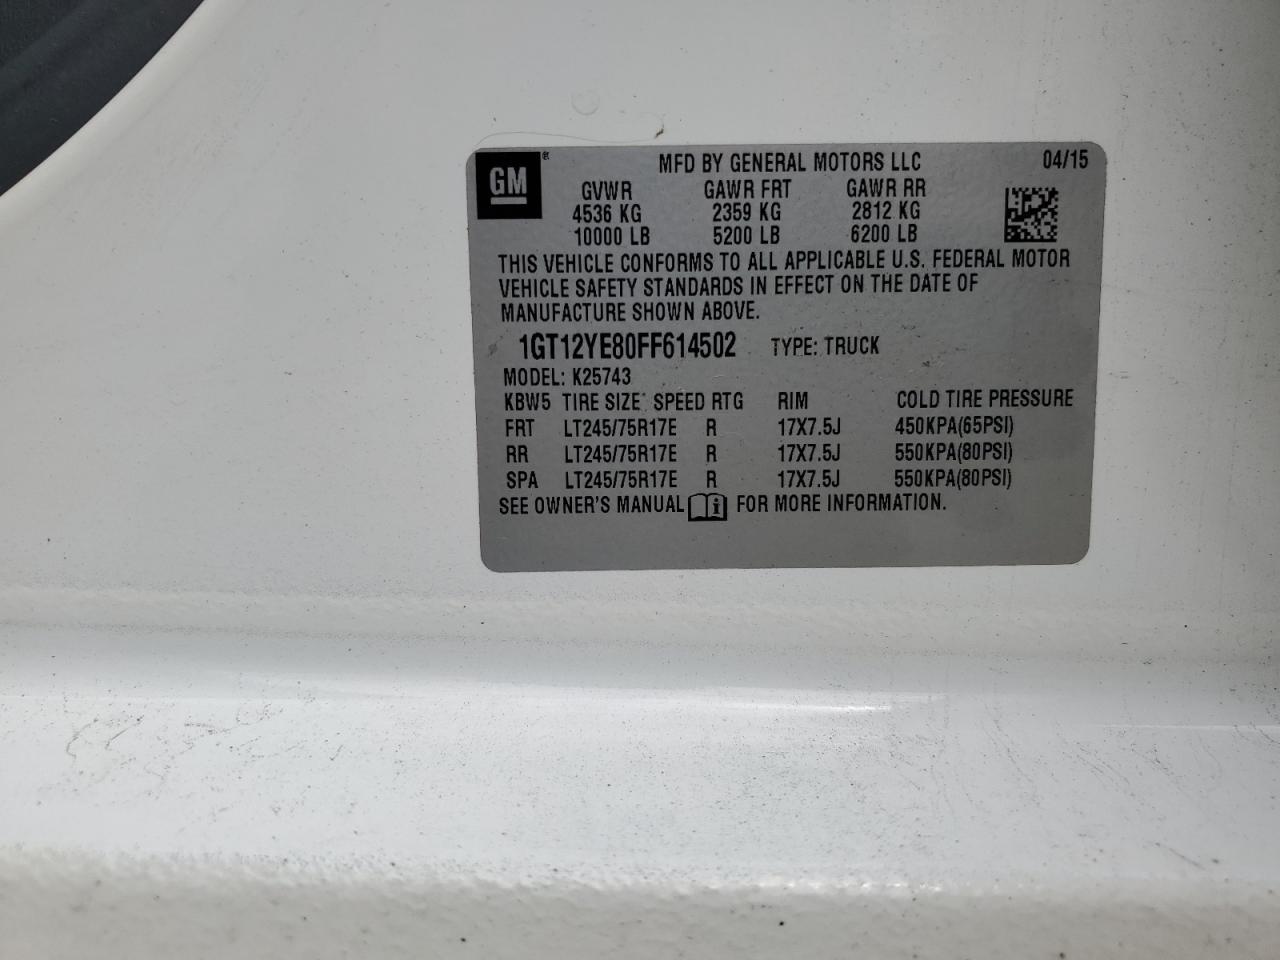 GM® MFD BY GENERAL MOTORS LLC 04/15
GVWR GAWR FRT GAWR RR
4536 KG 2359 KG 2812 KG
10000 LB 5200 LB 6200 LB
THIS VEHICLE CONFORMS TO ALL APPLICABLE U.S. FEDERAL MOTOR
VEHICLE SAFETY STANDARDS IN EFFECT ON THE DATE OF
MANUFACTURE SHOWN ABOVE.
1GT12YE80FF614502 TYPE: TRUCK
MODEL: K25743
KBW5 TIRE SIZE SPEED RTG RIM COLD TIRE PRESSURE
FRT LT245/75R17E R 17X7.5J 450KPA(65PSI)
RR LT245/75R17E R 17X7.5J 550KPA(80PSI)
SPA LT245/75R17E R 17X7.5J 550KPA(80PSI)
SEE OWNER'S MANUAL i FOR MORE INFORMATION.